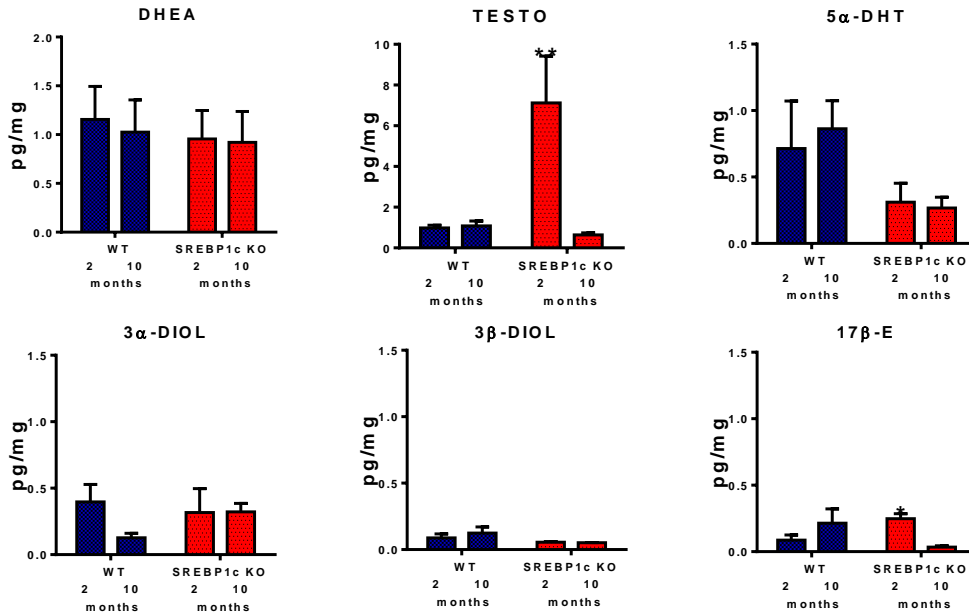 DHEA
2.0
1.5
1.0
0.5
0.0
pg/mg
WT SREBP1c KO
2 10 2 10
months months
TESTO
10
8
6
4
2
0
pg/mg
**
WT SREBP1c KO
2 10 2 10
months months
5α-DHT
1.5
1.0
0.5
0.0
pg/mg
WT SREBP1c KO
2 10 2 10
months months
3α-DIOL
1.5
1.0
0.5
0.0
pg/mg
WT SREBP1c KO
2 10 2 10
months months
3β-DIOL
1.5
1.0
0.5
0.0
pg/mg
WT SREBP1c KO
2 10 2 10
months months
17β-E
1.5
1.0
0.5
0.0
pg/mg
*
WT SREBP1c KO
2 10 2 10
months months